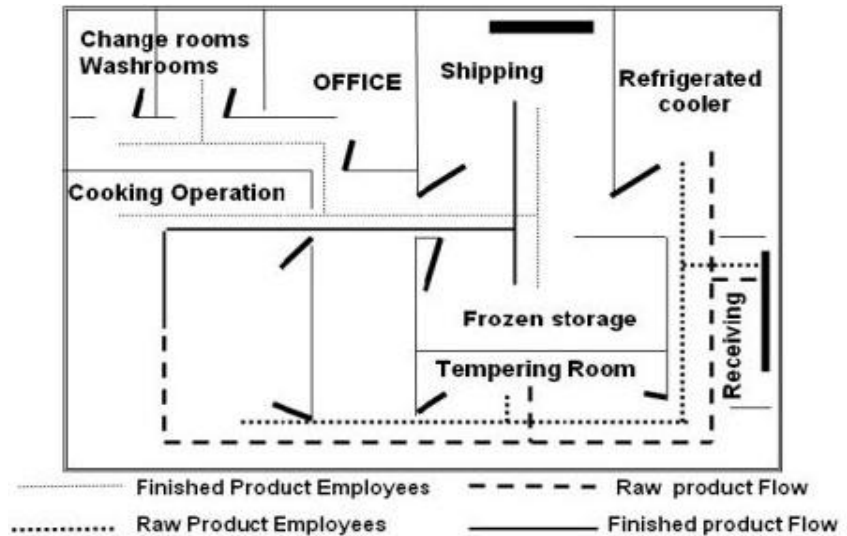 Change rooms
Washrooms
OFFICE
Shipping
Refrigerated
cooler
Cooking Operation
Frozen storage
Tempering Room
Receiving
Finished Product Employees
Raw product Flow
Raw Product Employees
Finished product Flow